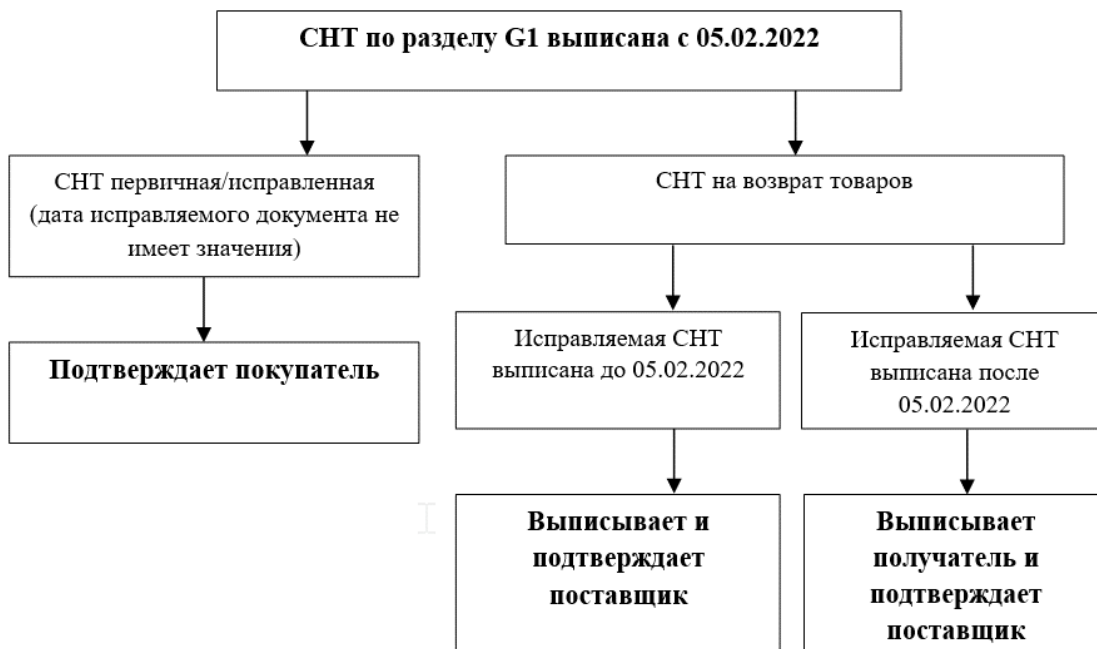 СНТ по разделу G1 выписана с 05.02.2022
СНТ первичная/исправленная
(дата исправляемого документа не
имеет значения)
СНТ на возврат товаров
Подтверждает покупатель
Исправляемая СНТ
выписана до 05.02.2022
Исправляемая СНТ
выписана после
05.02.2022
Выписывает и
подтверждает
поставщик
Выписывает
получатель и
подтверждает
поставщик